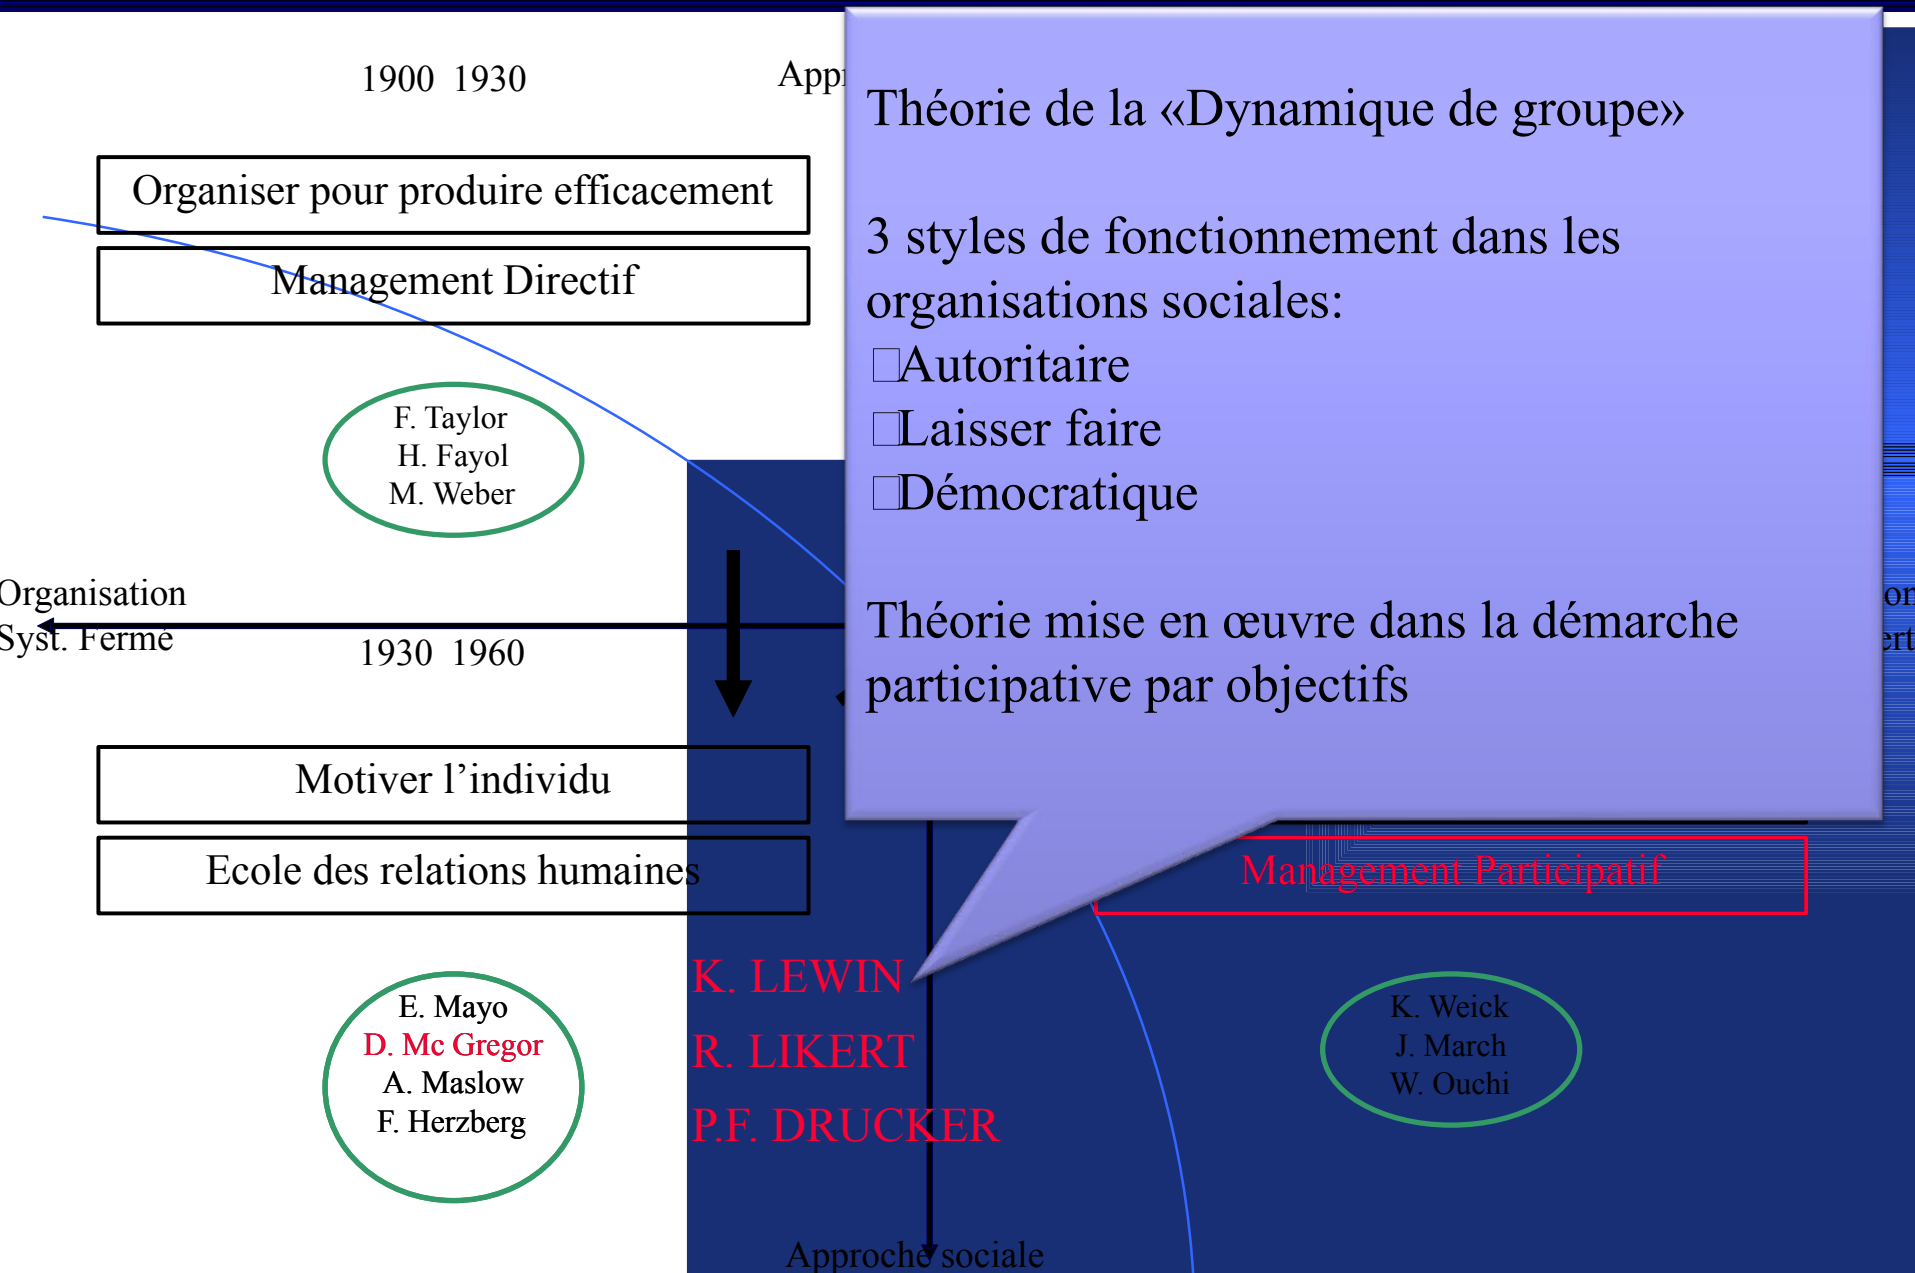 1900 1930
Organiser pour produire efficacement
Management Directif
F. Taylor
H. Fayol
M. Weber
Organisation
Syst. Fermé
1930 1960
Motiver l’individu
Ecole des relations humaines
E. Mayo
D. Mc Gregor
A. Maslow
F. Herzberg
Théorie de la «Dynamique de groupe»
3 styles de fonctionnement dans les
organisations sociales:
Autoritaire
Laisser faire
Démocratique
Théorie mise en œuvre dans la démarche
participative par objectifs
Management Participatif
K. LEWIN
R. LIKERT
P.F. DRUCKER
K. Weick
J. March
W. Ouchi
Approche sociale